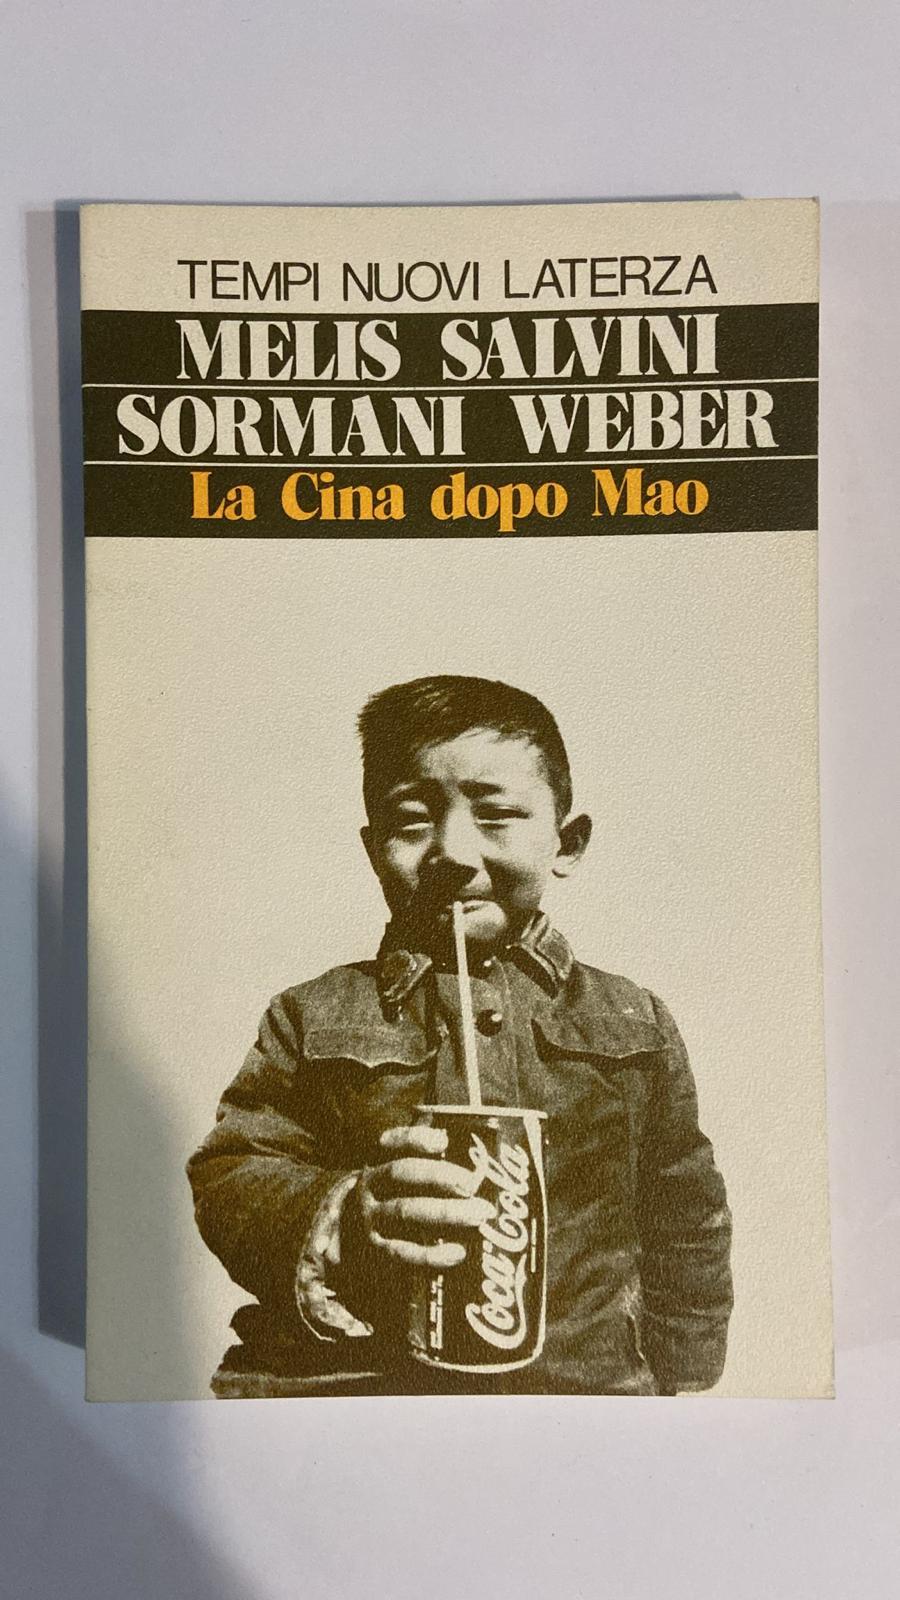 TEMPI NUOVI LATERZA
MELIS SALVINI
SORMANI WEBER
La Cina dopo Mao
Coca-Cola